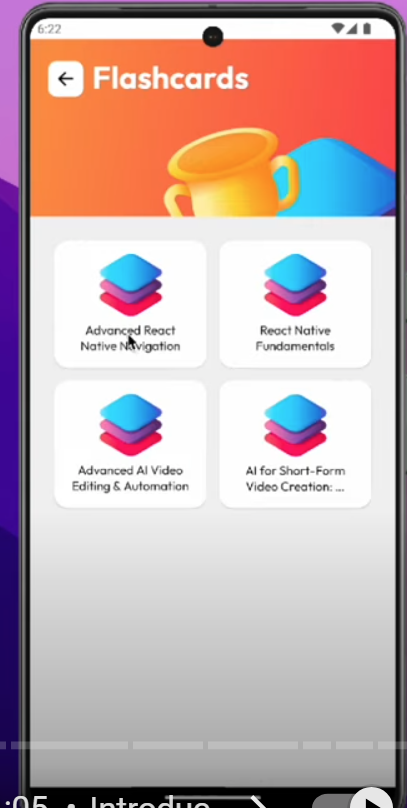 6:22
Flashcards
Advanced React
Native Navigation
React Native
Fundamentals
Advanced AI Video
Editing & Automation
AI for Short-Form
Video Creation: ...
:05 • Introduc